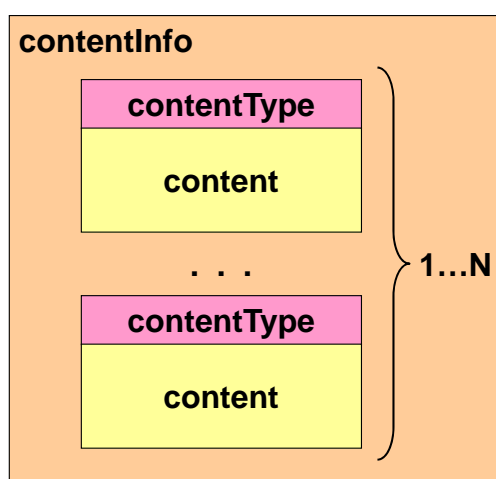 contentInfo
contentType
content
. . .
1…N
contentType
content